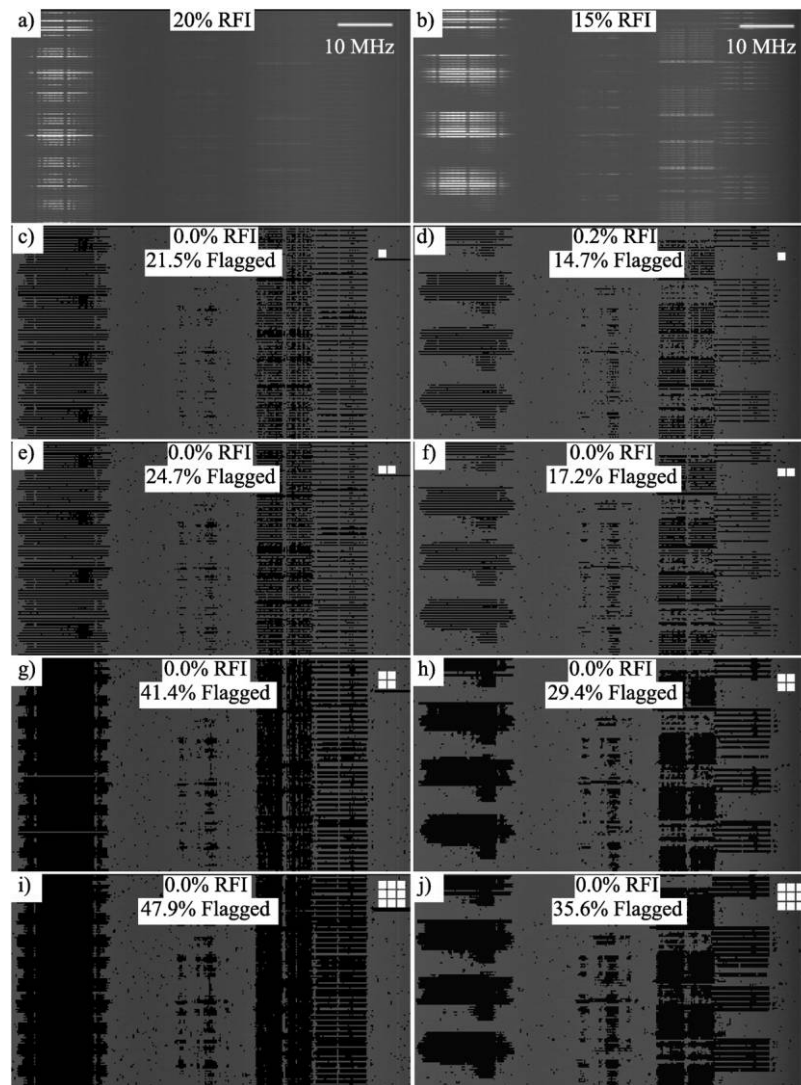 a)
20% RFI
10 MHz
b)
15% RFI
10 MHz
c)
0.0% RFI
21.5% Flagged
d)
0.2% RFI
14.7% Flagged
e)
0.0% RFI
24.7% Flagged
f)
0.0% RFI
17.2% Flagged
g)
0.0% RFI
41.4% Flagged
h)
0.0% RFI
29.4% Flagged
i)
0.0% RFI
47.9% Flagged
j)
0.0% RFI
35.6% Flagged